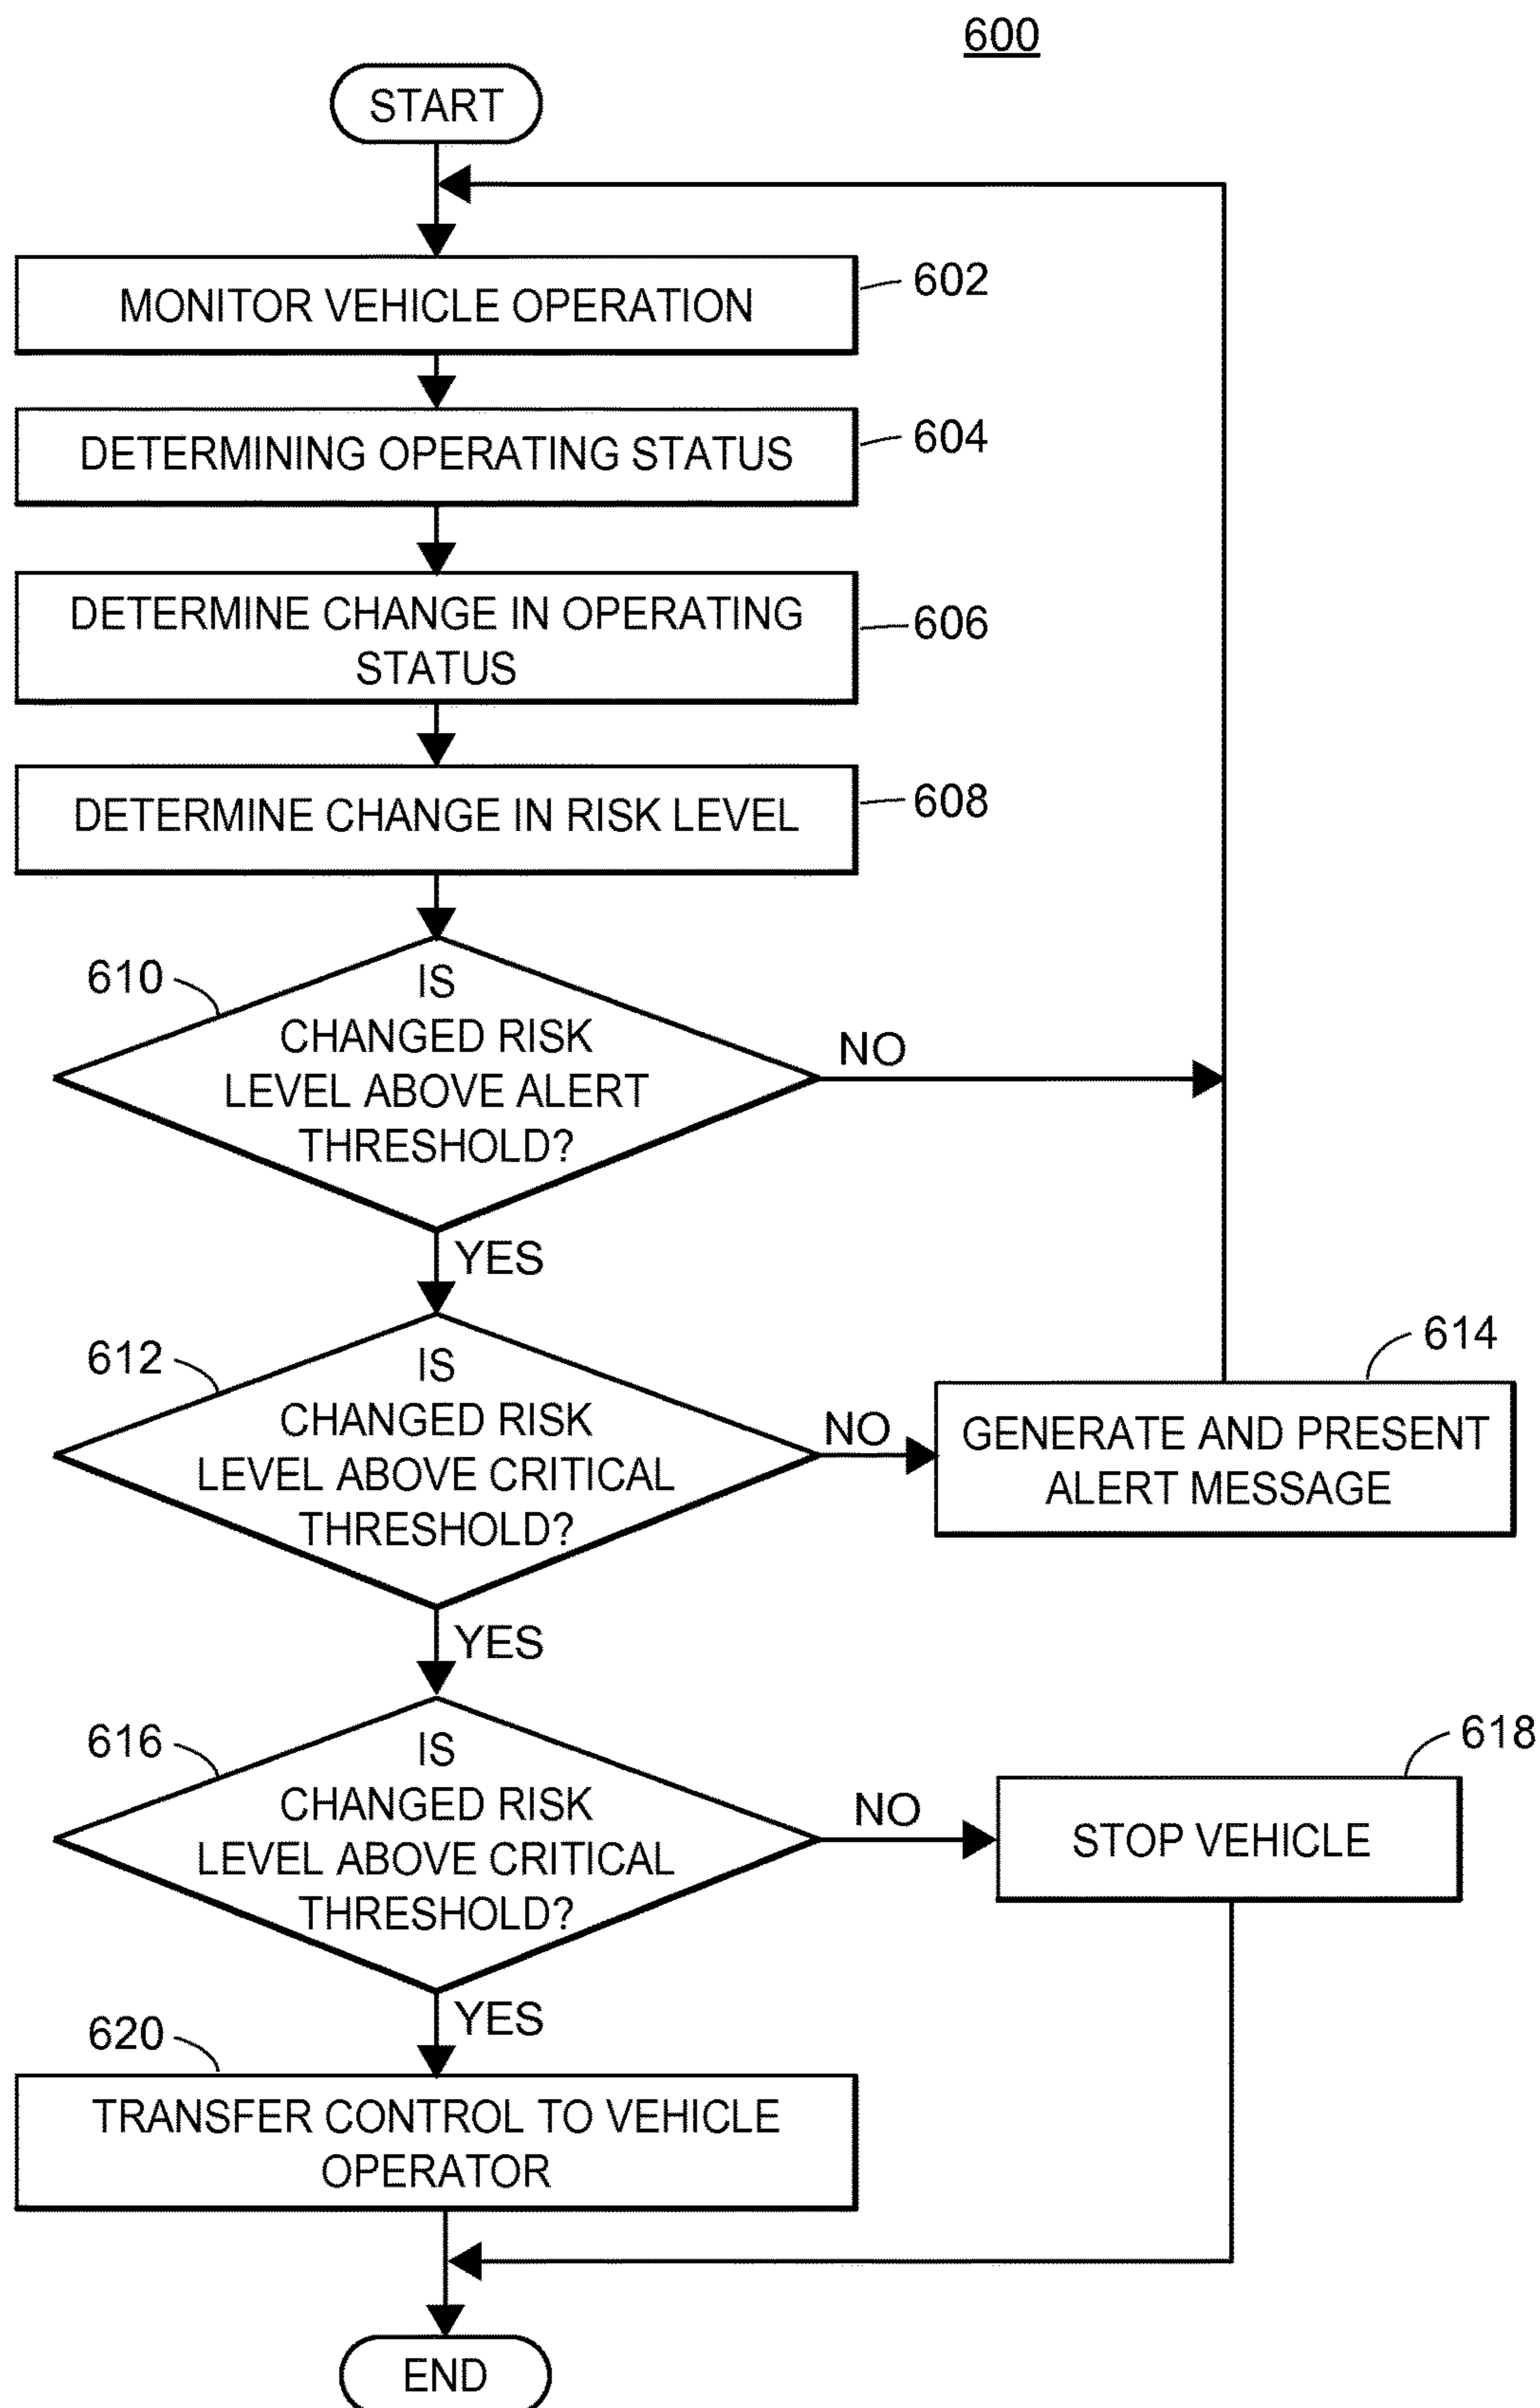 600
START
MONITOR VEHICLE OPERATION
602
DETERMINING OPERATING STATUS
604
DETERMINE CHANGE IN OPERATING
STATUS
606
DETERMINE CHANGE IN RISK LEVEL
608
610
IS
CHANGED RISK
LEVEL ABOVE ALERT
THRESHOLD?
NO
YES
612
IS
CHANGED RISK
LEVEL ABOVE CRITICAL
THRESHOLD?
NO
614
GENERATE AND PRESENT
ALERT MESSAGE
YES
616
IS
CHANGED RISK
LEVEL ABOVE CRITICAL
THRESHOLD?
NO
618
STOP VEHICLE
YES
620
TRANSFER CONTROL TO VEHICLE
OPERATOR
END